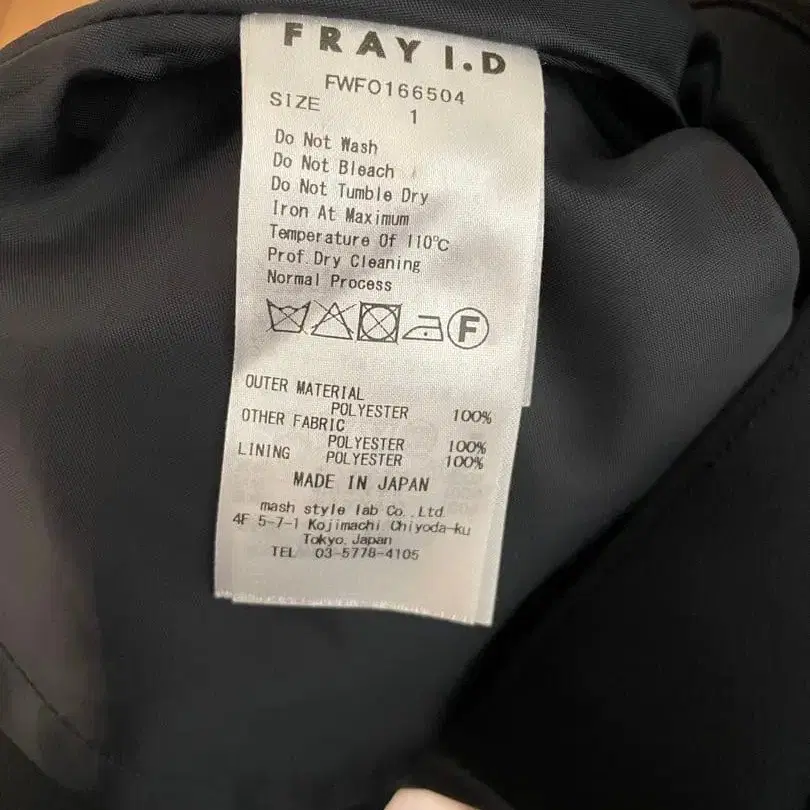 FRAY I.D
FWFO166504
SIZE 1
Do Not Wash
Do Not Bleach
Do Not Tumble Dry
Iron At Maximum
Temperature Of 110℃
Prof.Dry Cleaning
Normal Process
F
OUTER MATERIAL
POLYESTER 100%
OTHER FABRIC
POLYESTER 100%
LINING POLYESTER 100%
MADE IN JAPAN
mash style lab Co.,Ltd.
4F 5-7-1 Kojimachi Chiyoda-ku
Tokyo,Japan
TEL 03-5778-4105